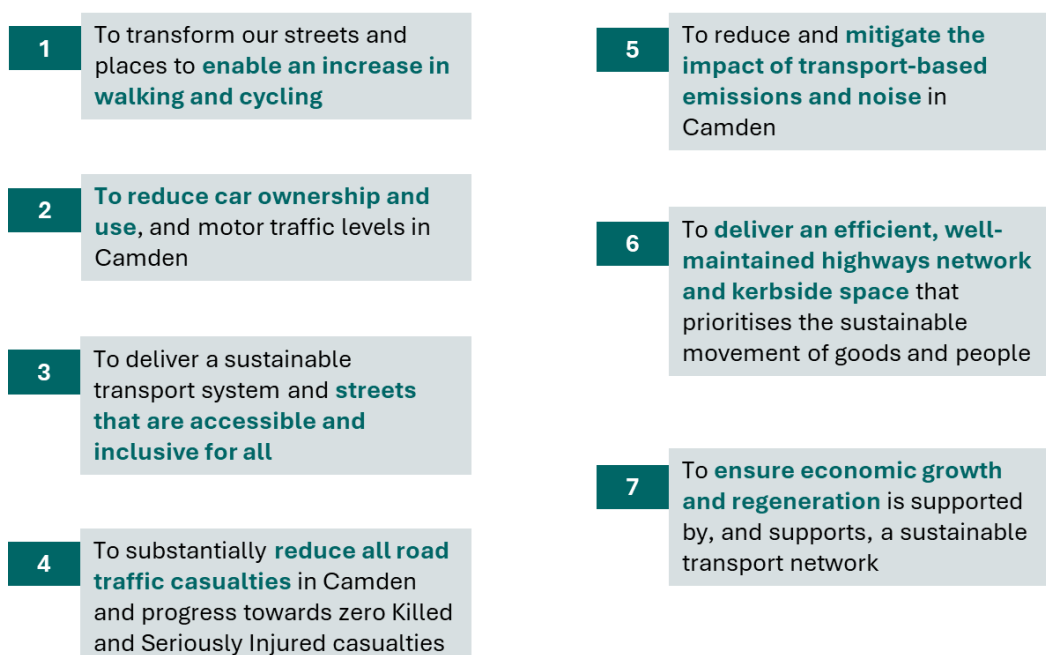 1
To transform our streets and
places to enable an increase in
walking and cycling
2
To reduce car ownership and
use, and motor traffic levels in
Camden
3
To deliver a sustainable
transport system and streets
that are accessible and
inclusive for all
4
To substantially reduce all road
traffic casualties in Camden
and progress towards zero Killed
and Seriously Injured casualties
5
To reduce and mitigate the
impact of transport-based
emissions and noise in
Camden
6
To deliver an efficient, well-
maintained highways network
and kerbside space that
prioritises the sustainable
movement of goods and people
7
To ensure economic growth
and regeneration is supported
by, and supports, a sustainable
transport network